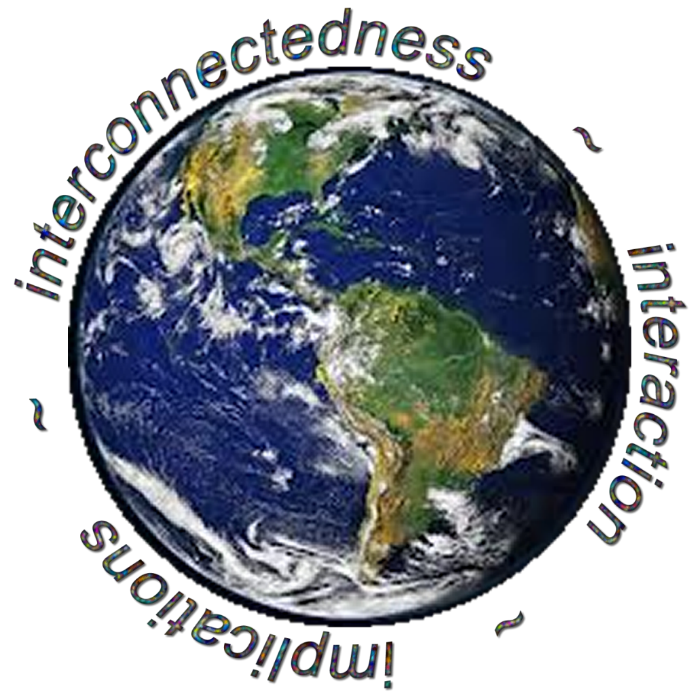 interconnectedness
~
interaction
~
implications
~